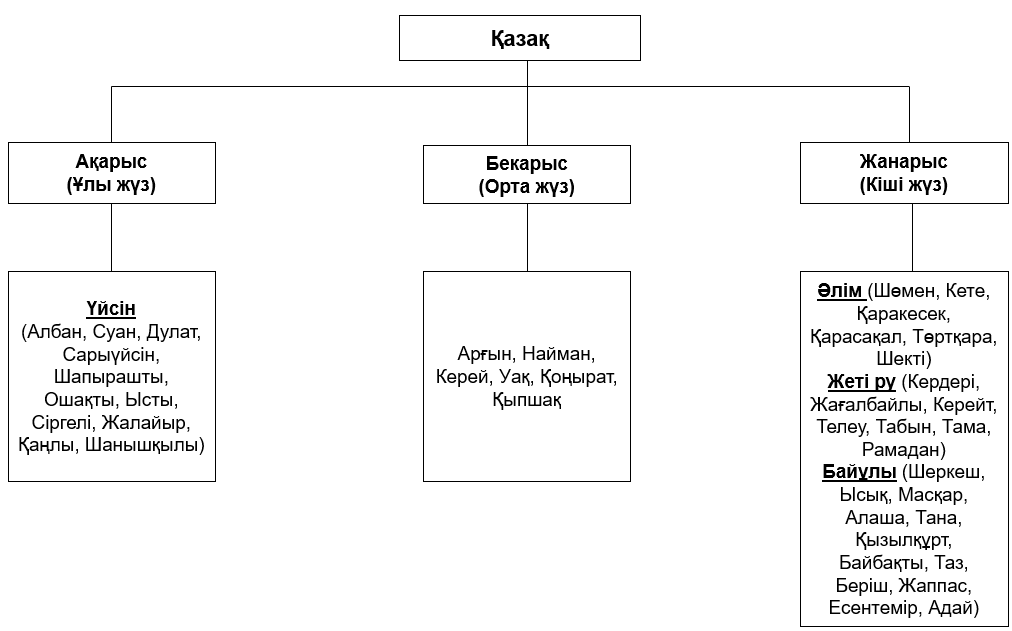 Қазақ
Ақарыс
(Ұлы жүз)
Бекарыс
(Орта жүз)
Жанарыс
(Кіші жүз)
Үйсін
(Албан, Суан, Дулат,
Сарыүйсін,
Шапырашты,
Ошақты, Ысты,
Сіргелі, Жалайыр,
Қаңлы, Шанышқылы)
Арғын, Найман,
Керей, Уақ, Қоңырат,
Қыпшақ
Әлім (Шөмен, Кете,
Қаракесек,
Қарасақал, Төртқара,
Шекті)
Жеті рү (Кердері,
Жағалбайлы, Керейт,
Телеу, Табын, Тама,
Рамадан)
Байұлы (Шеркеш,
Ысық, Масқар,
Алаша, Тана,
Қызылқұрт,
Байбақты, Таз,
Беріш, Жаппас,
Есентемір, Адай)